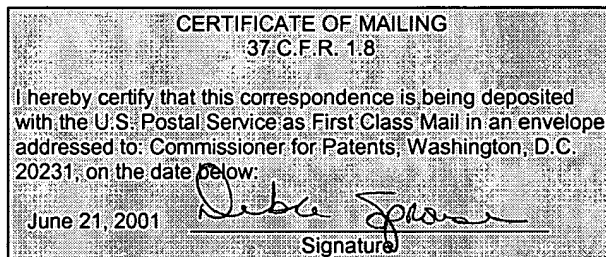 CERTIFICATE OF MAILING
37 C.F.R. 1.8
I hereby certify that this correspondence is being deposited
with the U.S. Postal Service as First Class Mail in an envelope
addressed to: Commissioner for Patents, Washington, D.C.
20231, on the date below:
June 21, 2001
Signature